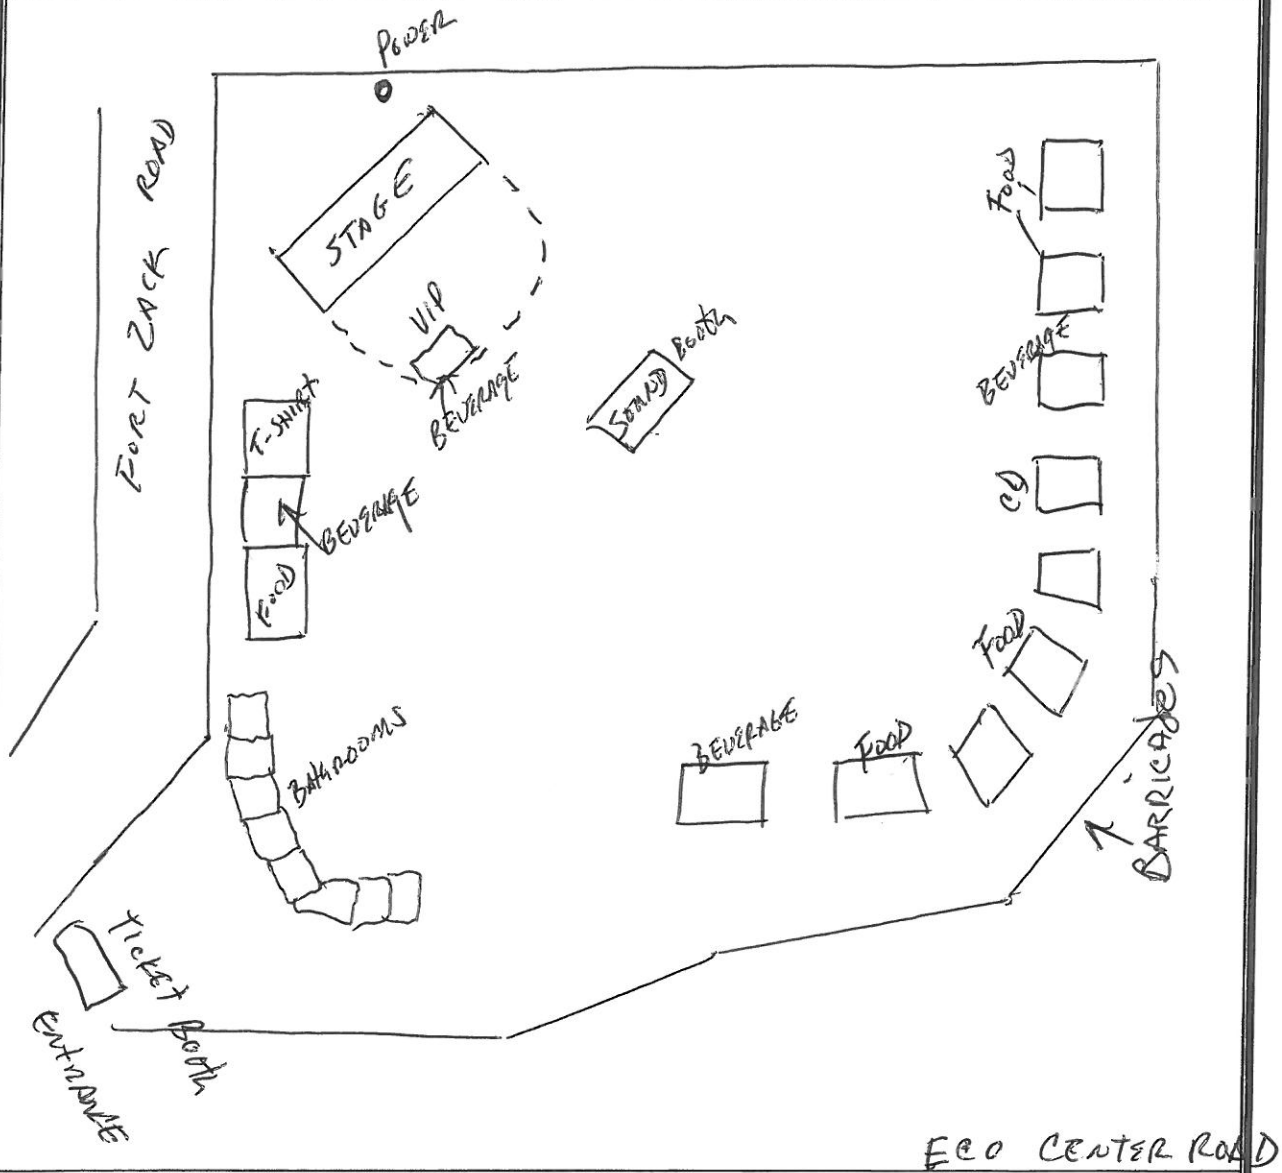 POWER
FORT ZACK ROAD
STAGE
VIP
BEVERAGE
SOUND Booth
FOOD
BEVERAGE
CD
FOOD
T-SHIRT
BEVERAGE
FOOD
BATHROOMS
BEVERAGE
FOOD
BARRICADES
TICKET Booth
ENTRANCE
ECO CENTER ROAD